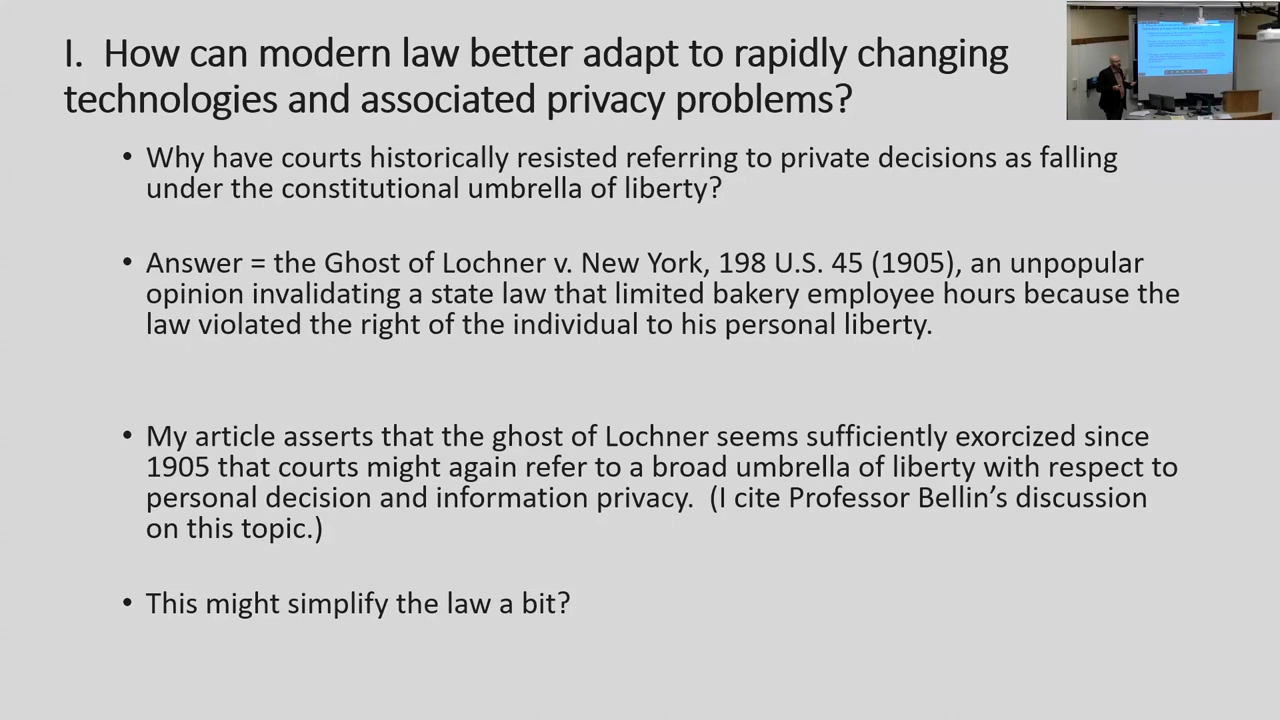 I. How can modern law better adapt to rapidly changing
technologies and associated privacy problems?
• Why have courts historically resisted referring to private decisions as falling
under the constitutional umbrella of liberty?
• Answer = the Ghost of Lochner v. New York, 198 U.S. 45 (1905), an unpopular
opinion invalidating a state law that limited bakery employee hours because the
law violated the right of the individual to his personal liberty.
• My article asserts that the ghost of Lochner seems sufficiently exorcized since
1905 that courts might again refer to a broad umbrella of liberty with respect to
personal decision and information privacy. (I cite Professor Bellin’s discussion
on this topic.)
• This might simplify the law a bit?